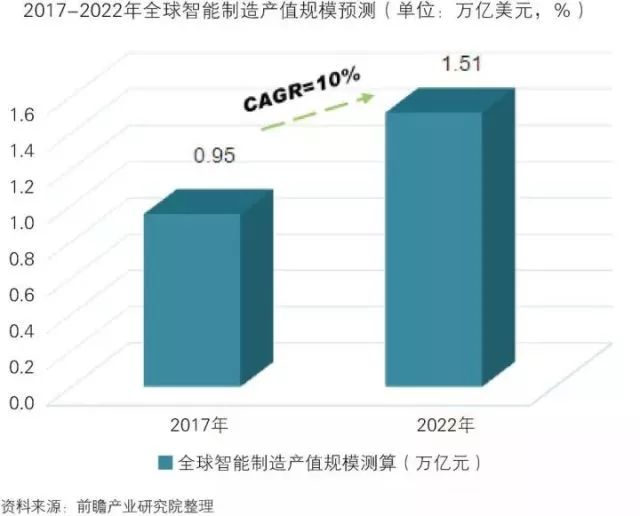 2017-2022年全球智能制造产值规模预测（单位：万亿美元，%）
CAGR=10%
1.51
0.95
1.6
1.4
1.2
1.0
0.8
0.6
0.4
0.2
0.0
2017年 2022年
全球智能制造产值规模测算（万亿元）
资料来源：前瞻产业研究院整理